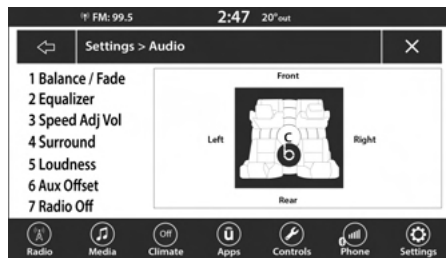 FM: 99.5 2:47 20°out
Settings > Audio
1 Balance / Fade
2 Equalizer
3 Speed Adj Vol
4 Surround
5 Loudness
6 Aux Offset
7 Radio Off
Front
Left
Right
Rear
c
b
Off
ū
Radio Media Climate Apps Controls Phone Settings